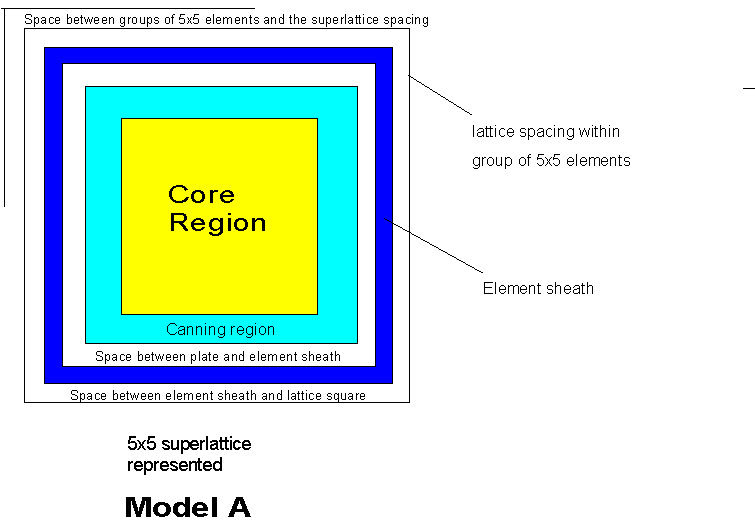 Space between groups of 5x5 elements and the superlattice spacing
lattice spacing within
group of 5x5 elements
Core
Region
Element sheath
Canning region
Space between plate and element sheath
Space between element sheath and lattice square
5x5 superlattice
represented
Model A